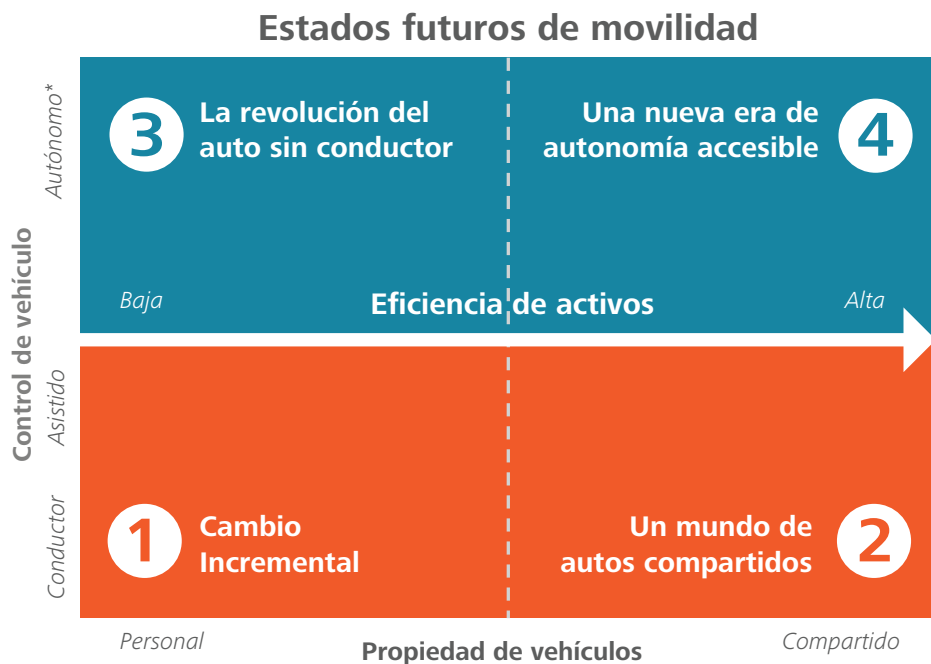 Estados futuros de movilidad
Autónomo*
3
La revolución del
auto sin conductor
Una nueva era de
autonomía accesible
4
Control de vehículo
Baja
Eficiencia de activos
Alta
Asistido
Conductor
1
Cambio
Incremental
Un mundo de
autos compartidos
2
Personal
Propiedad de vehículos
Compartido